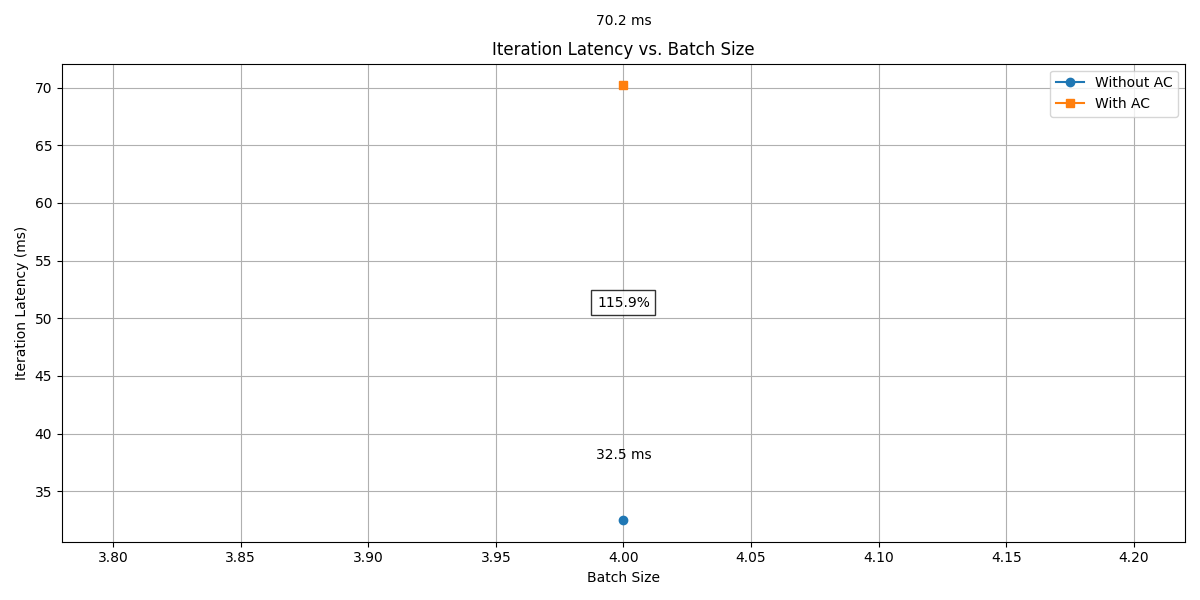 70.2 ms
Iteration Latency vs. Batch Size
Without AC
With AC
Iteration Latency (ms)
70
65
60
55
50
45
40
35
115.9%
32.5 ms
3.80 3.85 3.90 3.95 4.00 4.05 4.10 4.15 4.20
Batch Size